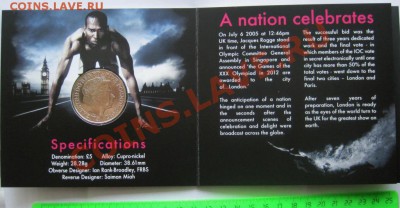 COINS.SU
МОНЕТЫ.РФ
A nation celebrates
On July 6 2005 at 12:46pm
UK time, Jacques Rogge stand
in front of the International
Olympic Committee General
Assembly in Singapore and
announced 'the Games of the
XXX Olympiad in 2012 are
awarded to the city
of London.'
The anticipation of a nation
hinged on one moment and in
the seconds after the
announcement scenes of
celebration and delight were
broadcast across the globe.
The successful bid was the
result of three years dedicated
work and the final vote - in
which members of the IOC vote
in secret electronically until one
city has more than 50% of the
total votes - went down to the
final two cities - London and
Paris.
After seven years of
preparation, London is ready
as the eyes of the world turn to
UK for the greatest show on
earth.
Specifications
Denomination: £5 Alloy: Cupro-nickel
Weight: 28.28g Diameter: 38.61mm
Obverse Designer: Ian Rank-Broadley, FRBS
Reverse Designer: Saiman Miah